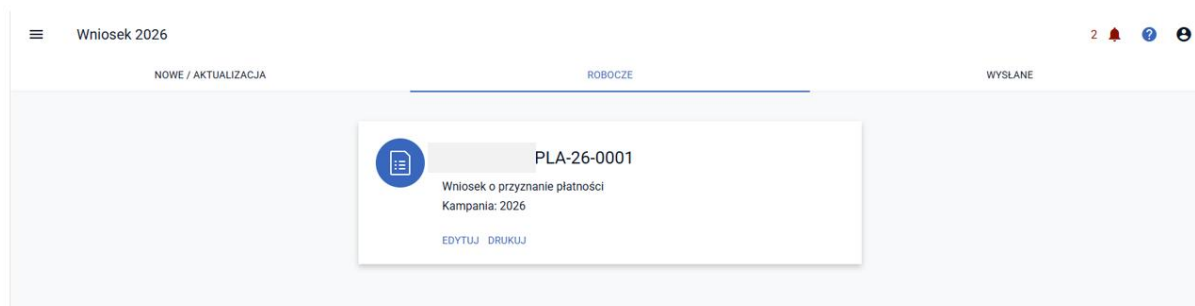 Wniosek 2026
2
NOWE / AKTUALIZACJA
ROBOCZE
WYSŁANE
PLA-26-0001
Wniosek o przyznanie płatności
Kampania: 2026
EDYTUJ DRUKUJ